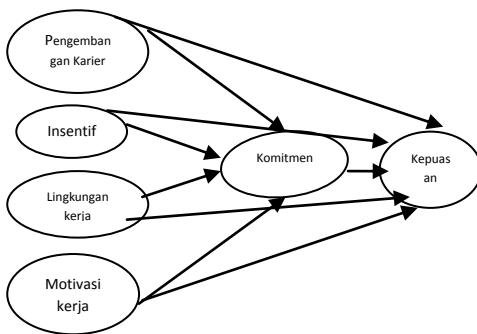 Pengemban
gan Karier
Insentif
Komitmen
Kepuas
an
Lingkungan
kerja
Motivasi
kerja